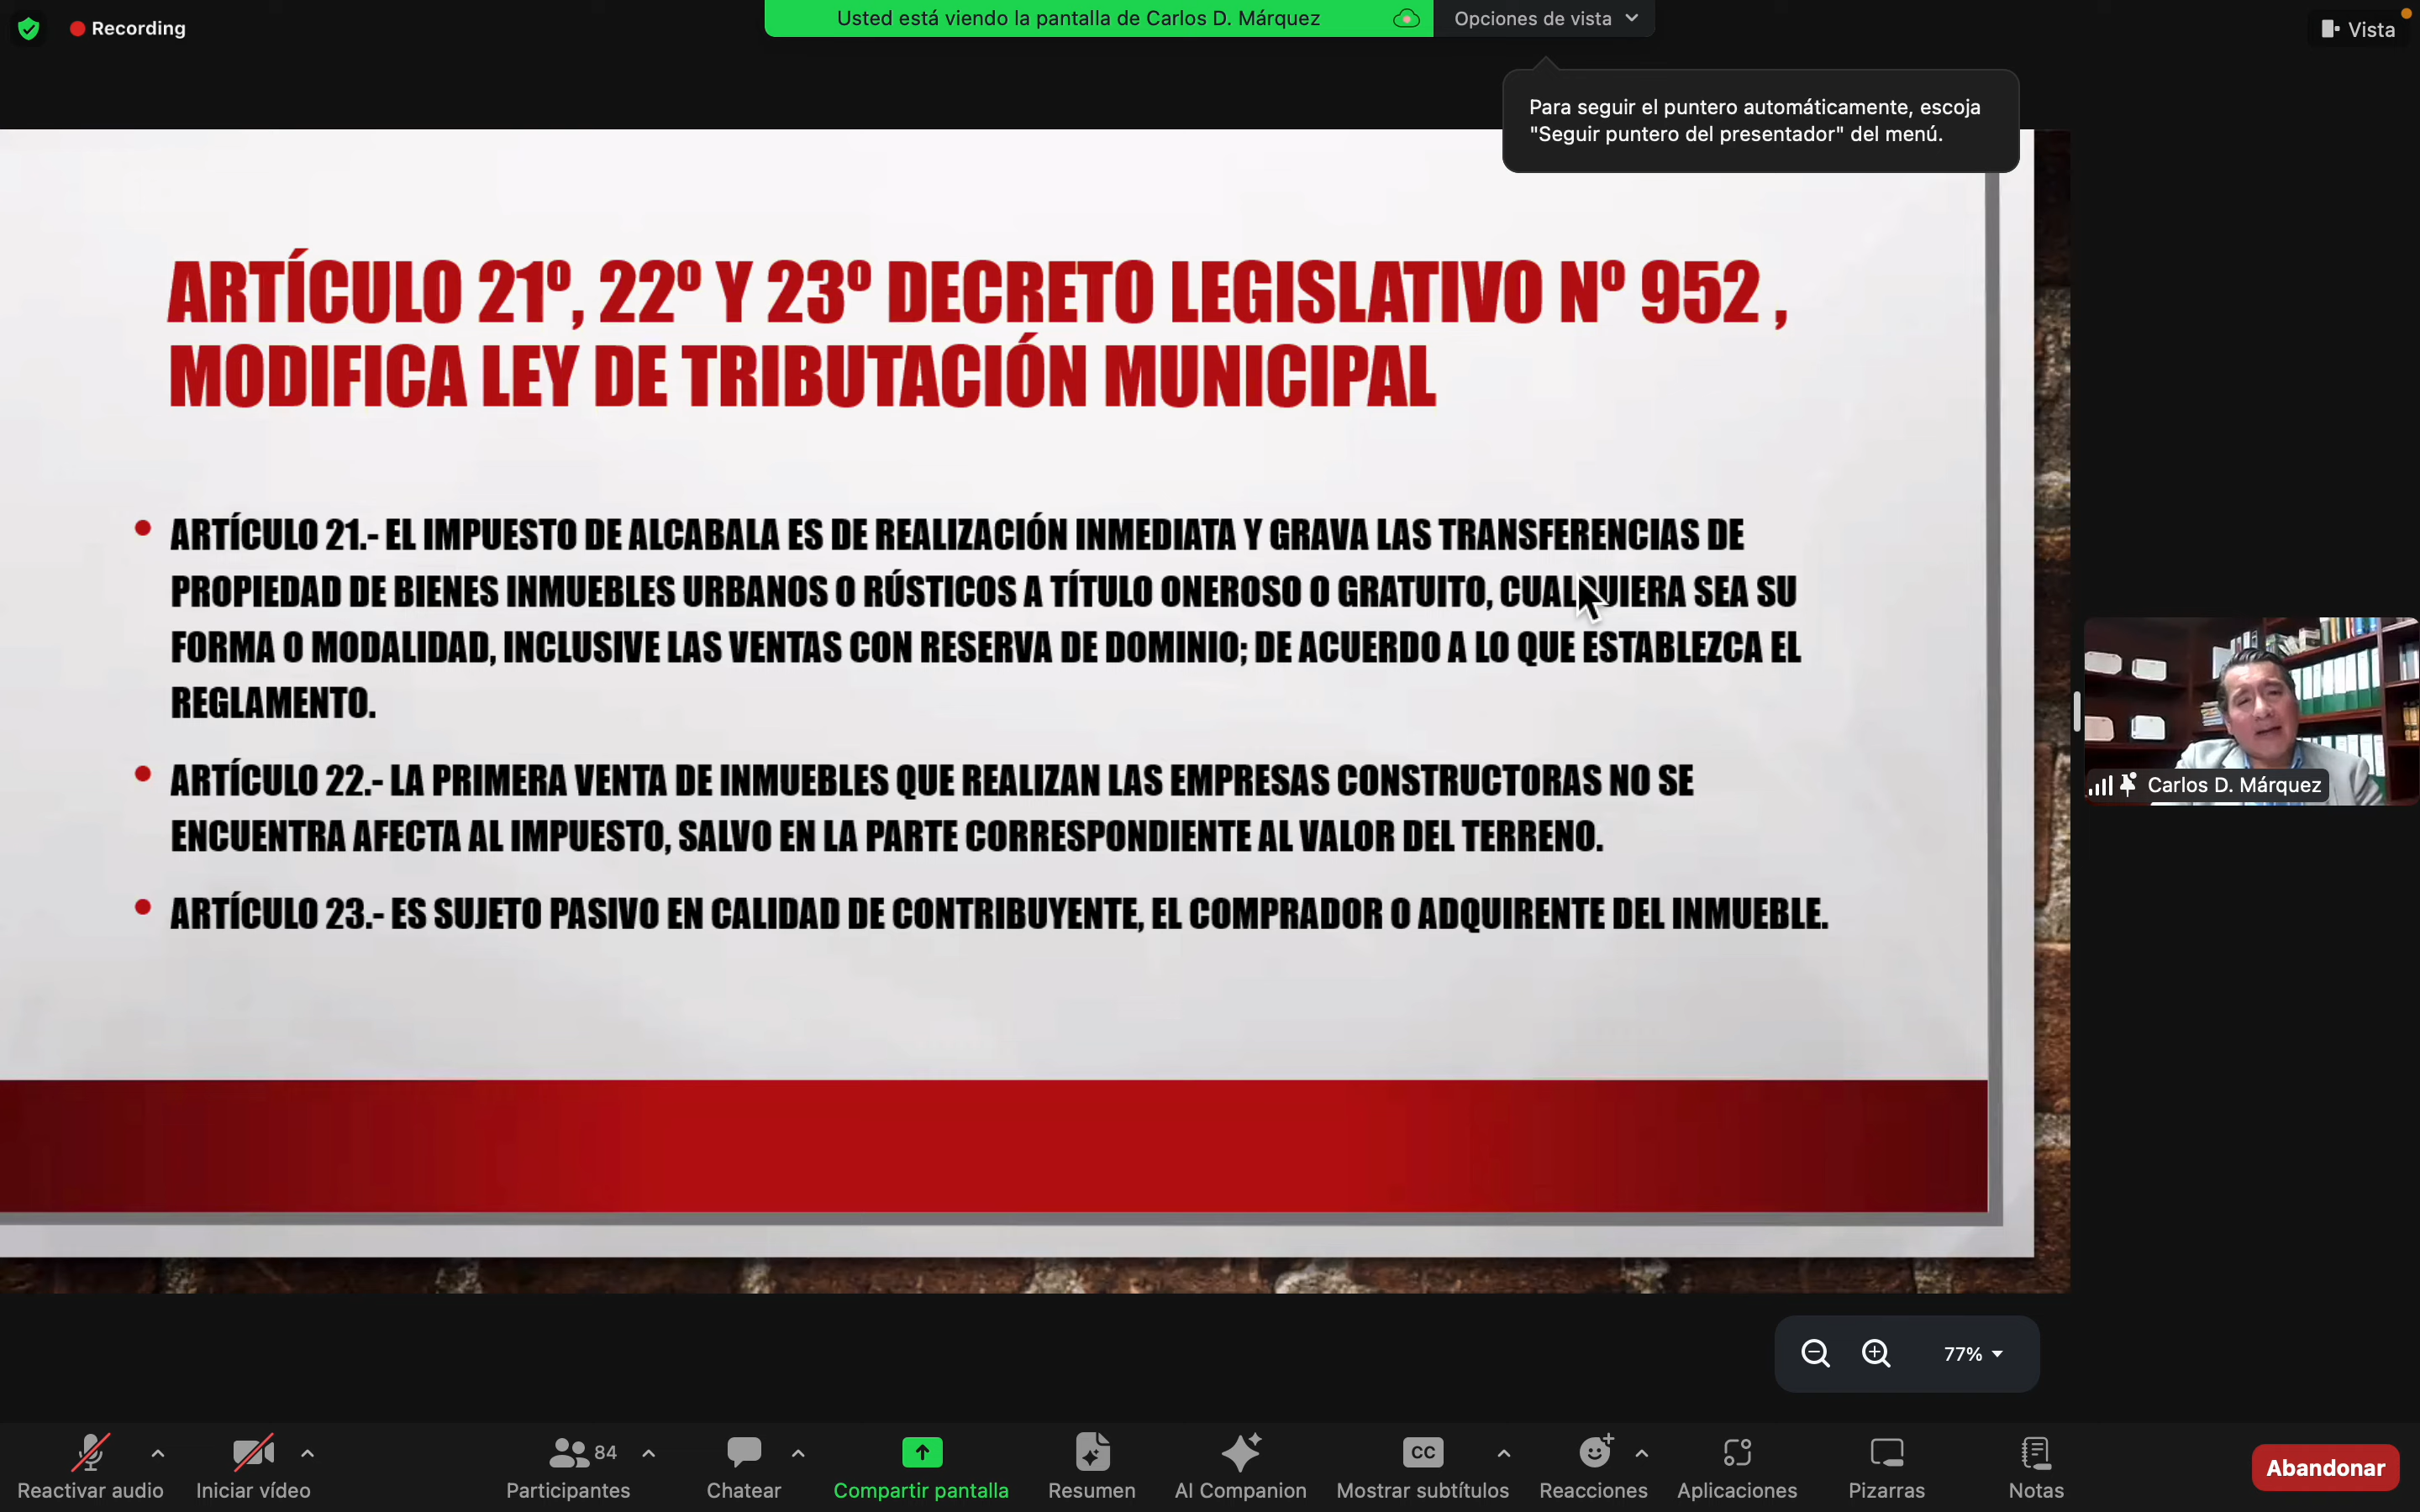 Recording
Usted está viendo la pantalla de Carlos D. Márquez
Opciones de vista
Vista
Para seguir el puntero automáticamente, escoja
"Seguir puntero del presentador" del menú.
ARTÍCULO 21º, 22º Y 23º DECRETO LEGISLATIVO Nº 952 ,
MODIFICA LEY DE TRIBUTACIÓN MUNICIPAL
• ARTÍCULO 21.- EL IMPUESTO DE ALCABALA ES DE REALIZACIÓN INMEDIATA Y GRAVA LAS TRANSFERENCIAS DE
PROPIEDAD DE BIENES INMUEBLES URBANOS O RÚSTICOS A TÍTULO ONEROSO O GRATUITO, CUALQUIERA SEA SU
FORMA O MODALIDAD, INCLUSIVE LAS VENTAS CON RESERVA DE DOMINIO; DE ACUERDO A LO QUE ESTABLEZCA EL
REGLAMENTO.
• ARTÍCULO 22.- LA PRIMERA VENTA DE INMUEBLES QUE REALIZAN LAS EMPRESAS CONSTRUCTORAS NO SE
ENCUENTRA AFECTA AL IMPUESTO, SALVO EN LA PARTE CORRESPONDIENTE AL VALOR DEL TERRENO.
• ARTÍCULO 23.- ES SUJETO PASIVO EN CALIDAD DE CONTRIBUYENTE, EL COMPRADOR O ADQUIRENTE DEL INMUEBLE.
Carlos D. Márquez
77%
Reactivar audio
Iniciar vídeo
84
Participantes
Chatear
Compartir pantalla
Resumen
AI Companion
CC
Mostrar subtítulos
Reacciones
Aplicaciones
Pizarras
Notas
Abandonar